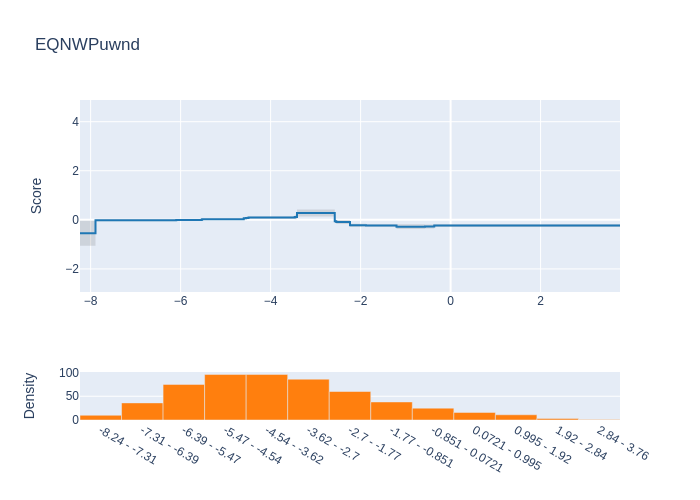 EQNWPuwnd
Score
4
2
0
−2
−8
−6
−4
−2
0
2
Density
100
50
0
-8.24 - -7.31
-7.31 - -6.39
-6.39 - -5.47
-5.47 - -4.54
-4.54 - -3.62
-3.62 - -2.7
-2.7 - -1.77
-1.77 - -0.851
-0.851 - 0.0721
0.0721 - 0.995
0.995 - 1.92
1.92 - 2.84
2.84 - 3.76